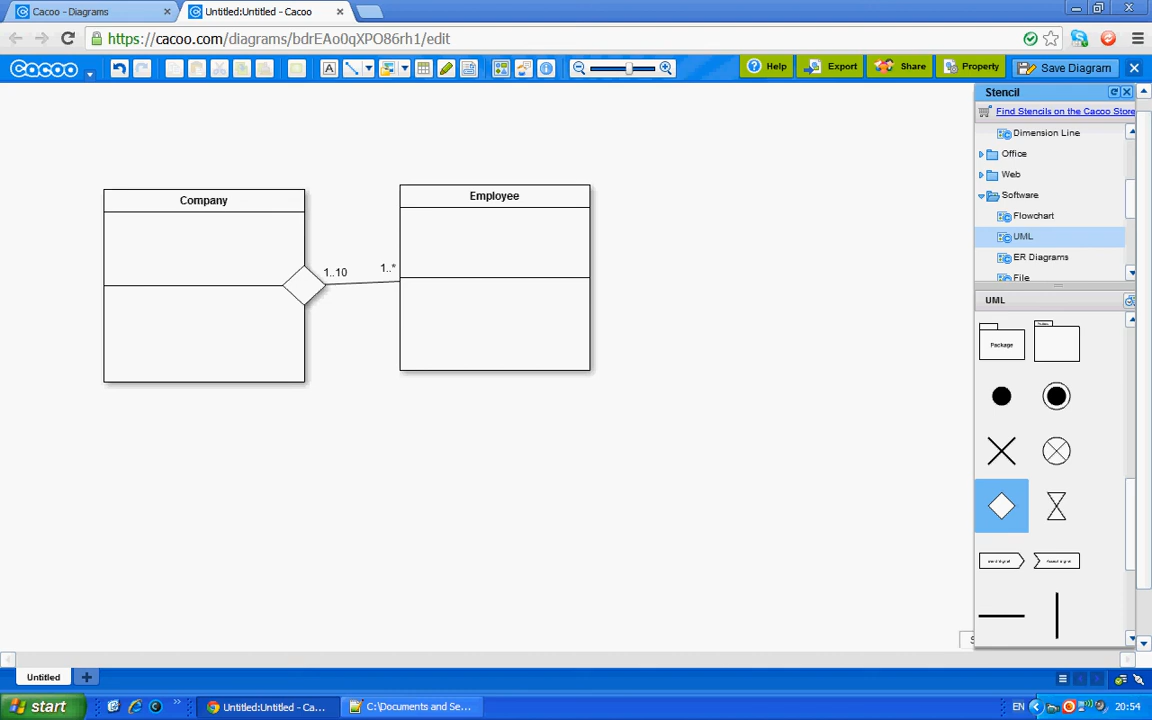 Cacoo - Diagrams
Untitled:Untitled - Cacoo
https://cacoo.com/diagrams/bdrEAo0qXPO86rh1/edit
Cacoo
A
Help
Export
Share
Property
Save Diagram
Stencil
Find Stencils on the Cacoo Store
Dimension Line
Office
Web
Software
Flowchart
UML
ER Diagrams
File
UML
Package
Company
Employee
1..10
1..*
Untitled
start
Untitled:Untitled - Ca...
C:\Documents and Se...
EN
20:54